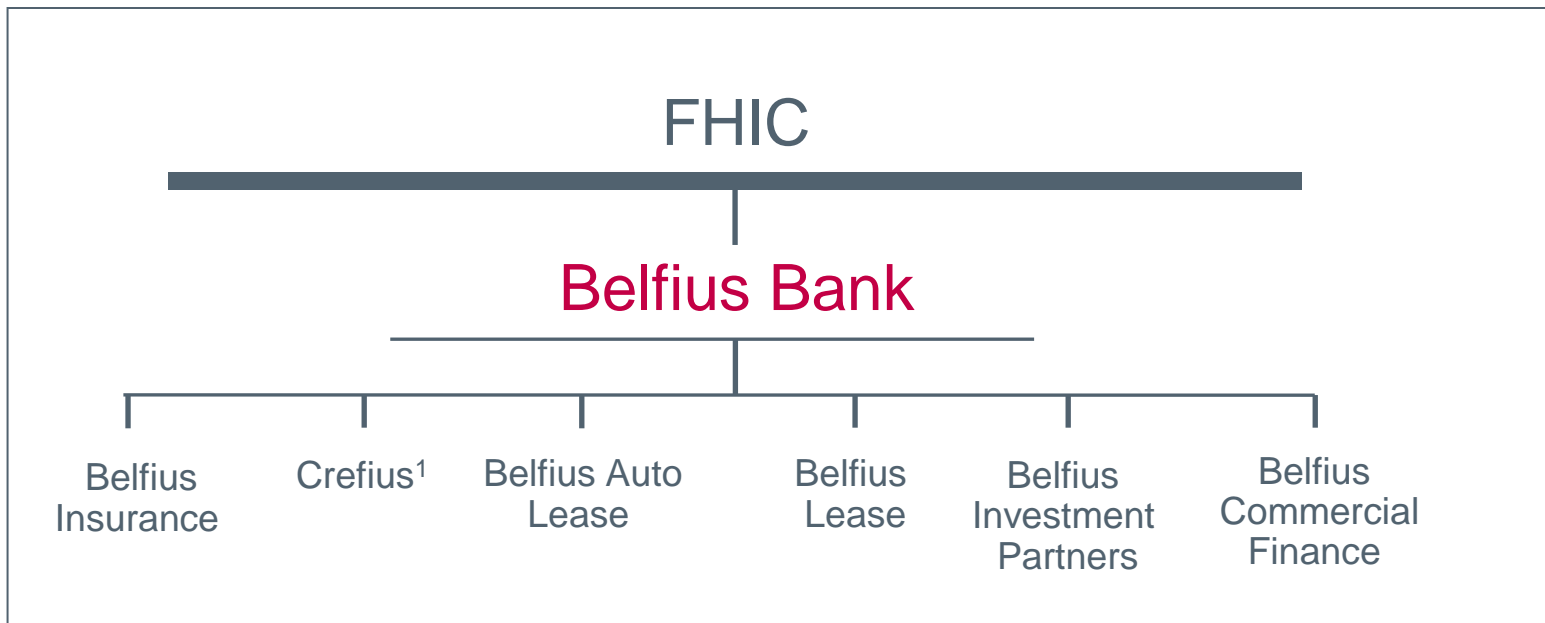 FHIC
Belfius Bank
Belfius
Insurance
Crefius¹
Belfius Auto
Lease
Belfius
Lease
Belfius
Investment
Partners
Belfius
Commercial
Finance